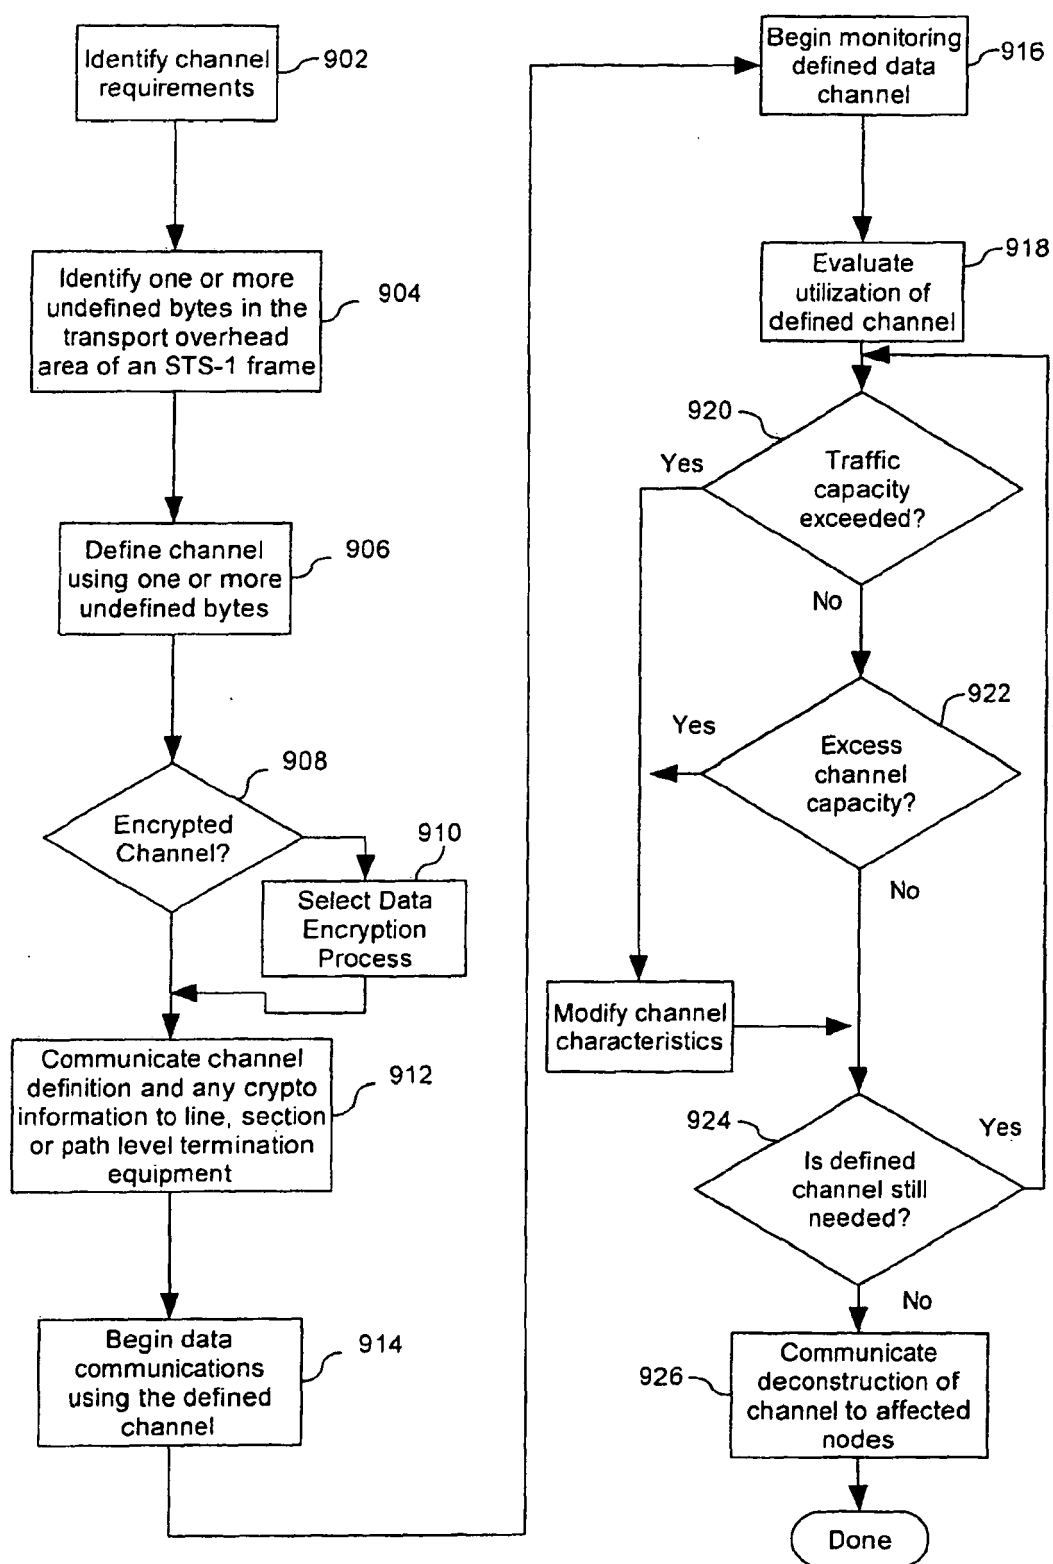 Identify channel
requirements
902
Identify one or more
undefined bytes in the
transport overhead
area of an STS-1 frame
904
Define channel
using one or more
undefined bytes
906
Encrypted
Channel?
908
910
Select Data
Encryption
Process
Communicate channel
definition and any crypto
information to line, section
or path level termination
equipment
912
Begin data
communications
using the defined
channel
914
Begin monitoring
defined data
channel
916
Evaluate
utilization of
defined channel
918
920
Yes
Traffic
capacity
exceeded?
No
922
Yes
Excess
channel
capacity?
No
Modify channel
characteristics
924
Yes
Is defined
channel still
needed?
No
926
Communicate
deconstruction of
channel to affected
nodes
Done